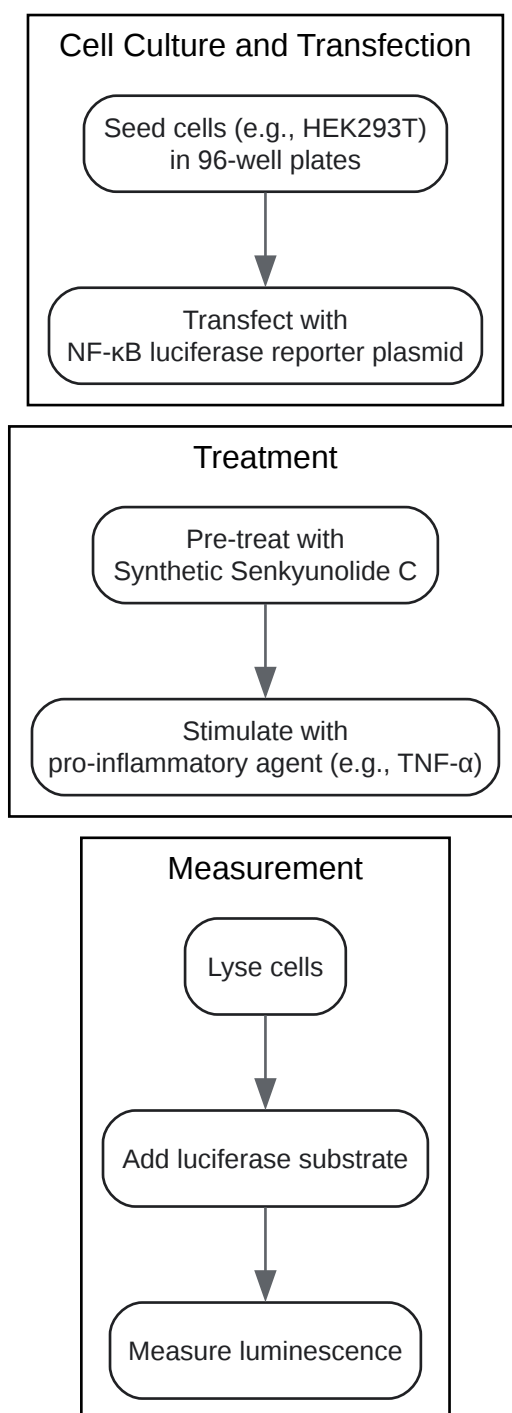 Cell Culture and Transfection
Seed cells (e.g., HEK293T)
in 96-well plates
Transfect with
NF-κB luciferase reporter plasmid
Treatment
Pre-treat with
Synthetic Senkyunolide C
Stimulate with
pro-inflammatory agent (e.g., TNF-α)
Measurement
Lyse cells
Add luciferase substrate
Measure luminescence